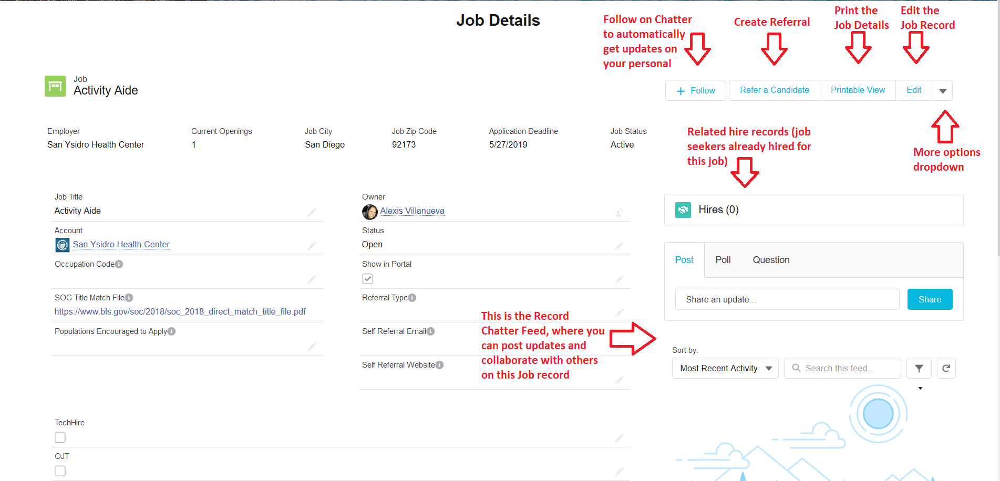 Job Details
Follow on Chatter
to automatically
get updates on
your personal
Create Referral
Print the
Job Details
Edit the
Job Record
Job
Activity Aide
Follow
Refer a Candidate
Printable View
Edit
More options
dropdown
Employer
San Ysidro Health Center
Current Openings
1
Job City
San Diego
Job Zip Code
92173
Application Deadline
5/27/2019
Job Status
Active
Related hire records (job
seekers already hired for
this job)
Hires (0)
Job Title
Activity Aide
Account
San Ysidro Health Center
Occupation Code
SOC Title Match File
https://www.bls.gov/soc/2018/soc_2018_direct_match_title_file.pdf
Populations Encouraged to Apply
Owner
Alexis Villanueva
Status
Open
Show in Portal
Referral Type
Self Referral Email
Self Referral Website
This is the Record
Chatter Feed, where you
can post updates and
collaborate with others
on this Job record
Post
Poll
Question
Share an update...
Share
Sort by:
Most Recent Activity
Search this feed...
TechHire
OJT